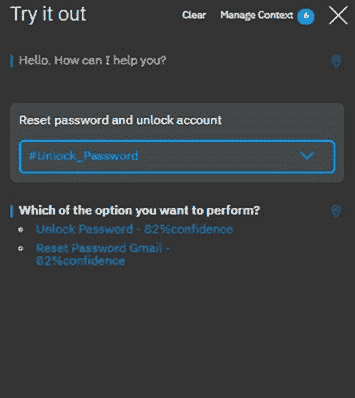 Try it out
Clear
Manage Context 6
Hello. How can I help you?
Reset password and unlock account
#Unlock_Password
Which of the option you want to perform?
Unlock Password - 82%confidence
Reset Password Gmail -
82%confidence